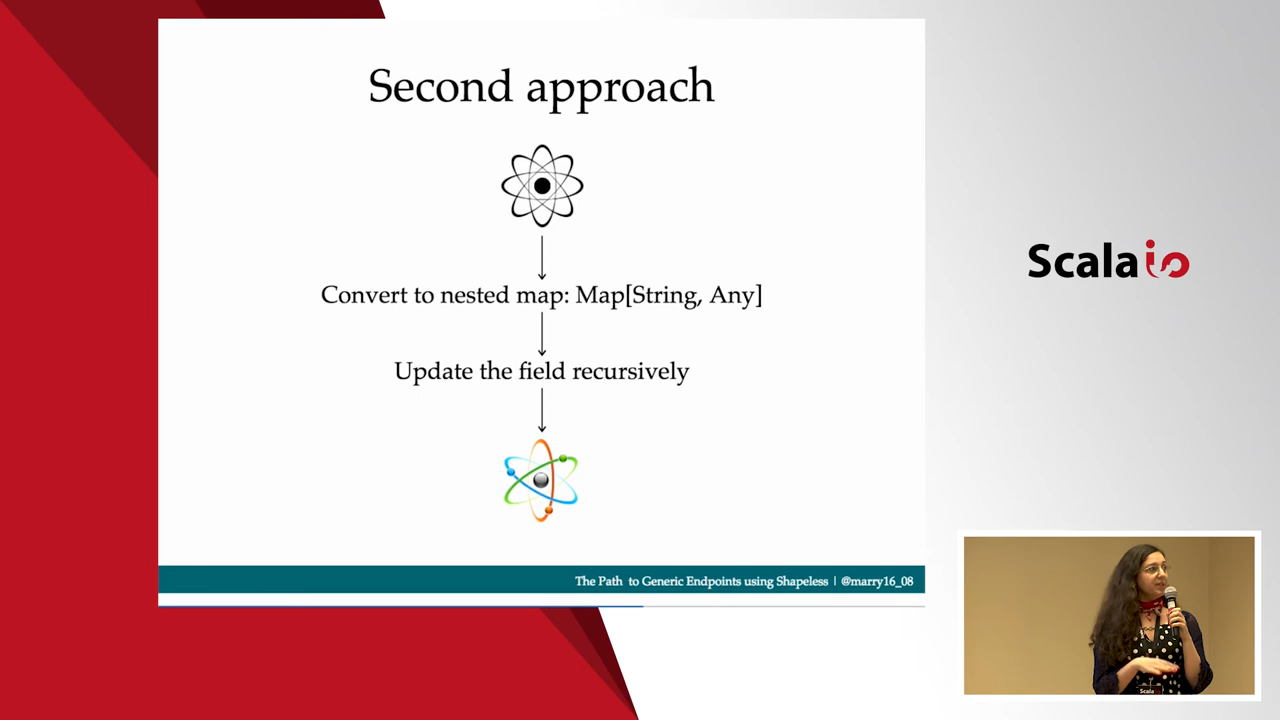 Second approach
Convert to nested map: Map[String, Any]
Update the field recursively
The Path to Generic Endpoints using Shapeless | @marry16_08
Scala io
Scala